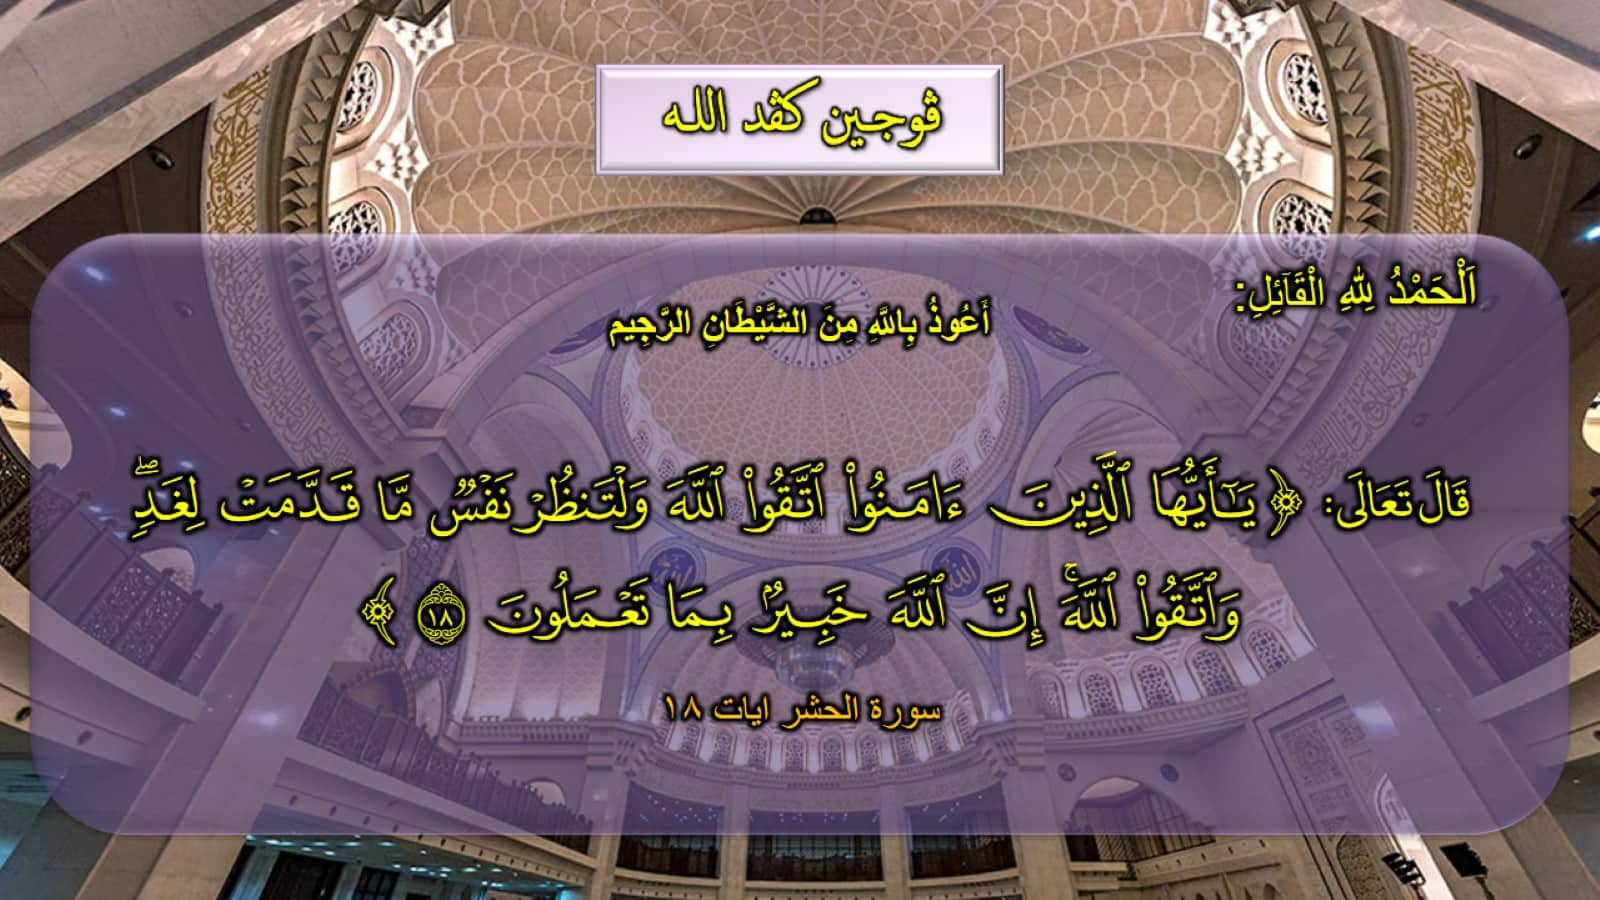 ڤوجين كڤد الله
اَلْحَمْدُ لِلّٰهِ الْقَآئِلِ:
أَعُوذُ بِاللَّهِ مِنَ الشَّيْطَانِ الرَّجِيم
قَالَ تَعَالَى: ﴿ يَـٰٓأَيُّهَا ٱلَّذِينَ ءَامَنُوا۟ ٱتَّقُوا۟ ٱللَّهَ وَلْتَنظُرْ نَفْسٌ مَّا قَدَّمَتْ لِغَدٍ ۖ
وَٱتَّقُوا۟ ٱللَّهَ ۚ إِنَّ ٱللَّهَ خَبِيرٌۢ بِمَا تَعْمَلُونَ ١٨ ﴾
سورة الحشر ايات ١٨